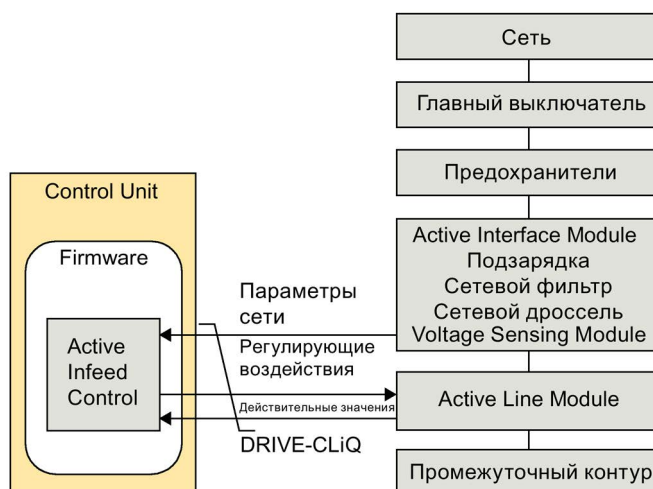 Сеть
Главный выключатель
Предохранители
Control Unit
Firmware
Active
Infeed
Control
Параметры
сети
Регулирующие
воздействия
Действительные значения
DRIVE-CLiQ
Active Interface Module
Подзарядка
Сетевой фильтр
Сетевой дроссель
Voltage Sensing Module
Active Line Module
Промежуточный контур